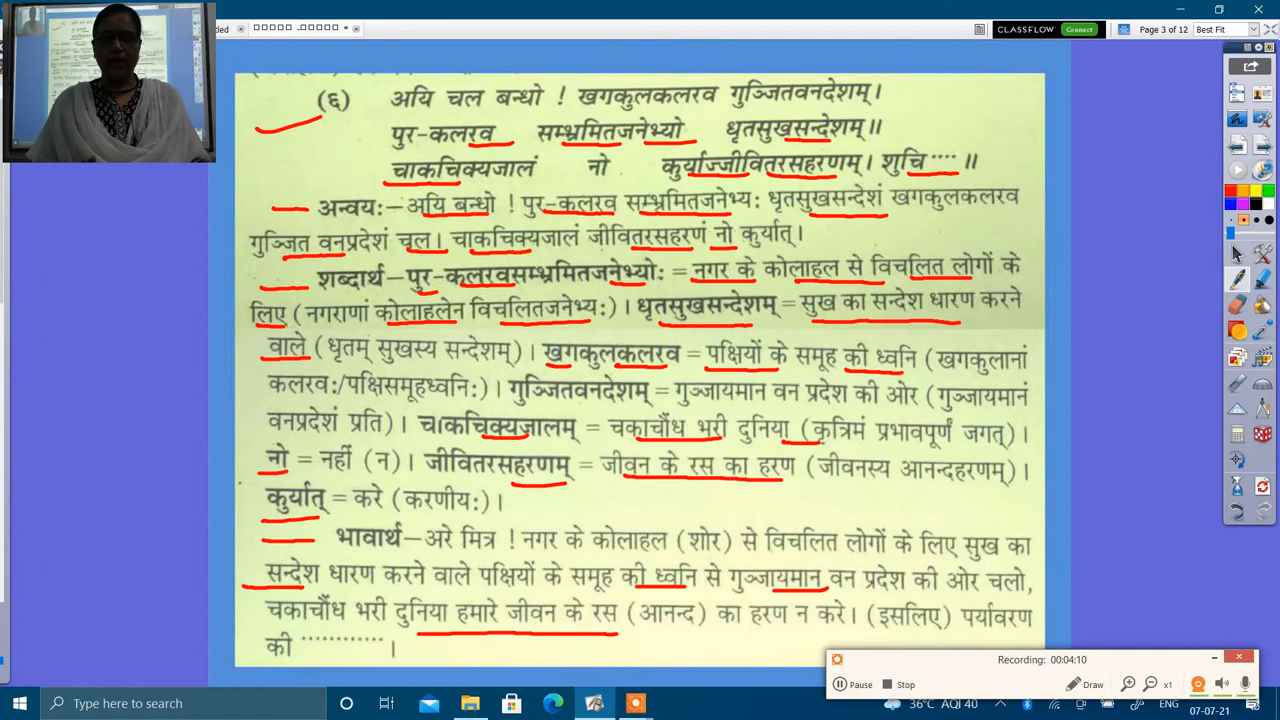 lded
CLASSFLOW Connect Page 3 of 12 Best Fit
(६) अयि चल बन्धो ! खगकुलकलरव गुञ्जितवनदेशम्।
पुर-कलरव सम्भ्रमितजनेभ्यो धृतसुखसन्देशम्॥
चाकचिक्यजालं नो कुर्याज्जीवितरसहरणम्। शुचि ····॥
अन्वयः–अयि बन्धो ! पुर-कलरव सम्भ्रमितजनेभ्यः धृतसुखसन्देशं खगकुलकलरव
गुञ्जित वनप्रदेशं चल। चाकचिक्यजालं जीवितरसहरणं नो कुर्यात्।
शब्दार्थ–पुर-कलरवसम्भ्रमितजनेभ्योः = नगर के कोलाहल से विचलित लोगों के
लिए (नगराणां कोलाहलेन विचलितजनेभ्यः)। धृतसुखसन्देशम् = सुख का सन्देश धारण करने
वाले (धृतम् सुखस्य सन्देशम्)। खगकुलकलरव = पक्षियों के समूह की ध्वनि (खगकुलानां
कलरवः/पक्षिसमूहध्वनिः)। गुञ्जितवनदेशम् = गुञ्जायमान वन प्रदेश की ओर (गुञ्जायमानं
वनप्रदेशं प्रति)। चाकचिक्यजालम् = चकाचौंध भरी दुनिया (कृत्रिमं प्रभावपूर्णं जगत्)।
नो = नहीं (न)। जीवितरसहरणम् = जीवन के रस का हरण (जीवनस्य आनन्दहरणम्)।
कुर्यात् = करे (करणीयः)।
भावार्थ–अरे मित्र ! नगर के कोलाहल (शोर) से विचलित लोगों के लिए सुख का
सन्देश धारण करने वाले पक्षियों के समूह की ध्वनि से गुञ्जायमान वन प्रदेश की ओर चलो,
चकाचौंध भरी दुनिया हमारे जीवन के रस (आनन्द) का हरण न करे। (इसलिए) पर्यावरण
की ············।
Recording: 00:04:10
Pause Stop Draw x1
Type here to search 36°C AQI 40 ENG 07-07-21